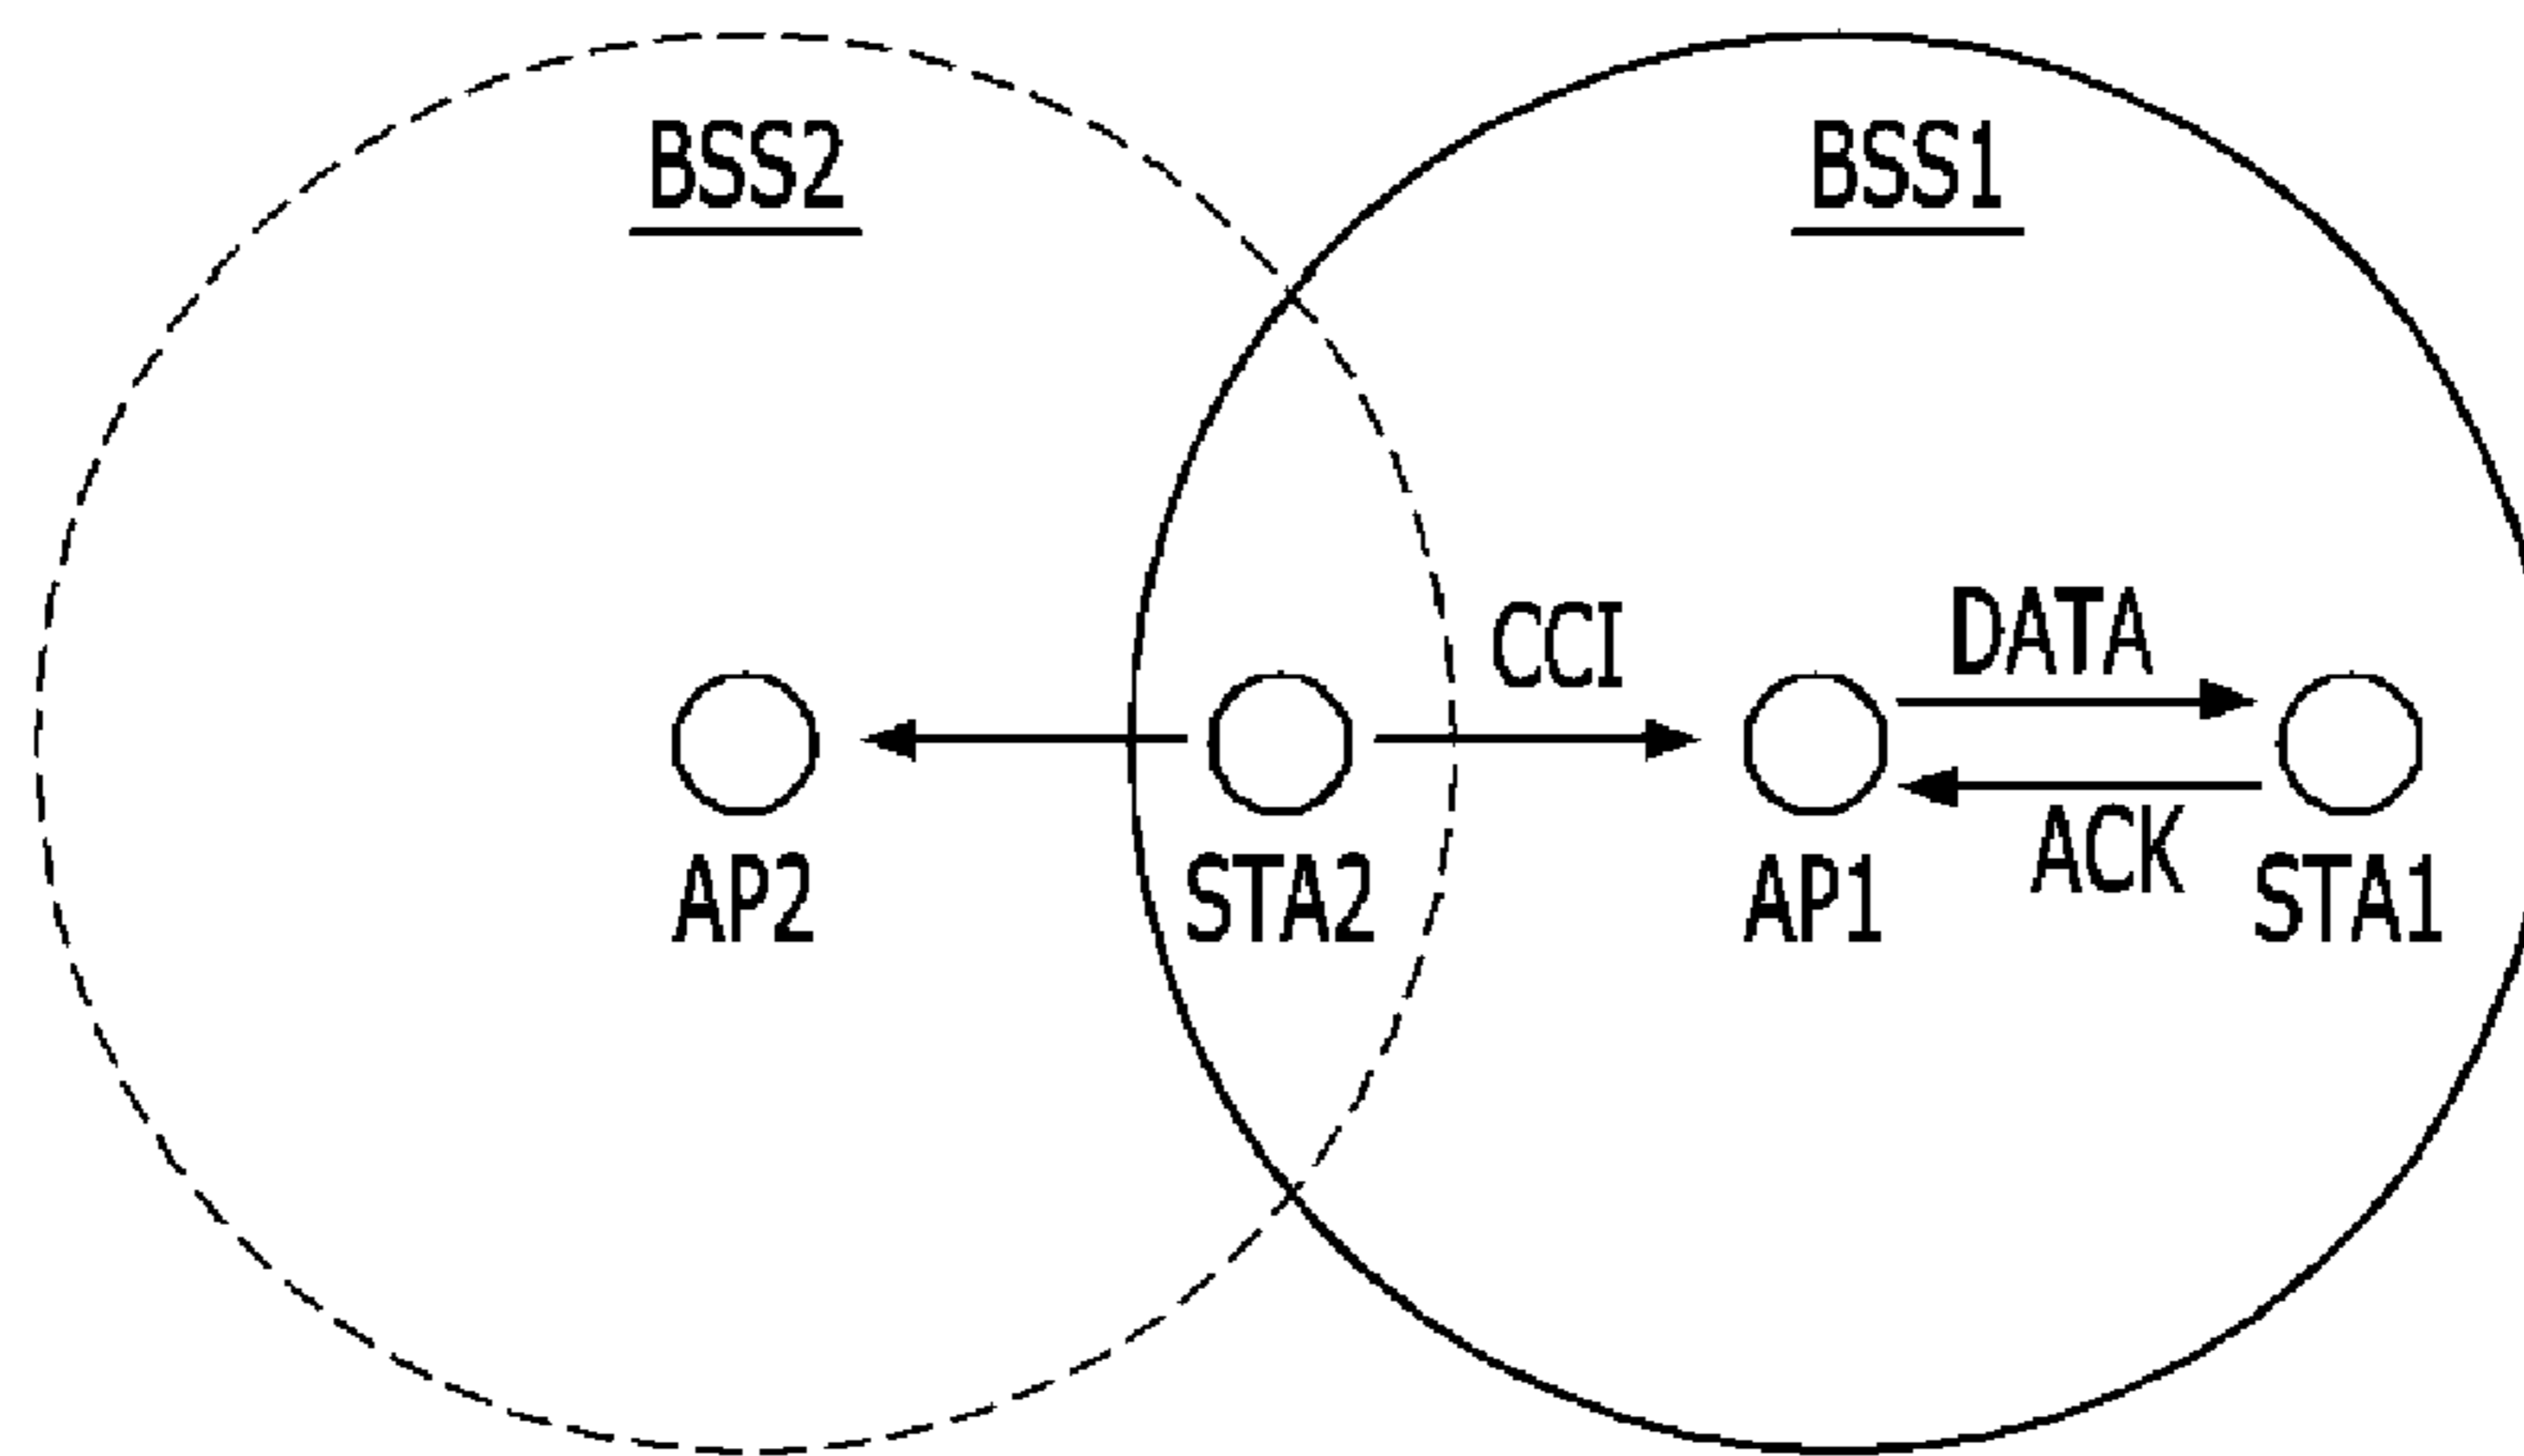 BSS2
BSS1
CCI
DATA
ACK
AP2
STA2
AP1
STA1